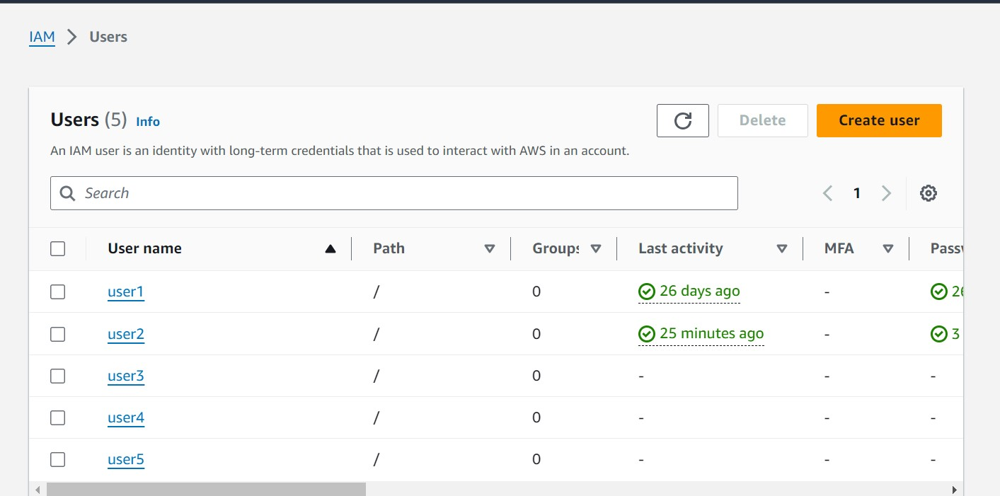 IAM > Users
Users (5) Info
Delete
Create user
An IAM user is an identity with long-term credentials that is used to interact with AWS in an account.
Search
1
User name Path Groups Last activity MFA
user1 / 0 26 days ago -
user2 / 0 25 minutes ago - 3
user3 / 0 - - -
user4 / 0 - - -
user5 / 0 - - -